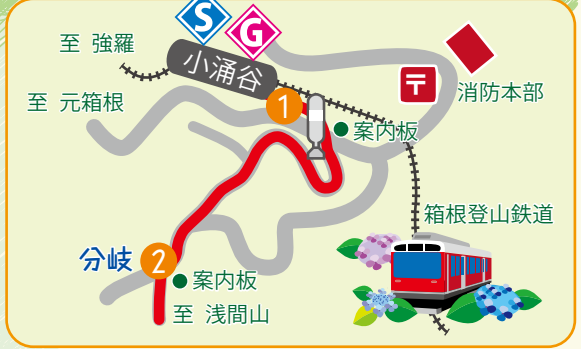 S
G
至 強羅
小涌谷
〒
消防本部
至 元箱根
1
案内板
箱根登山鉄道
分岐
2
案内板
至 浅間山